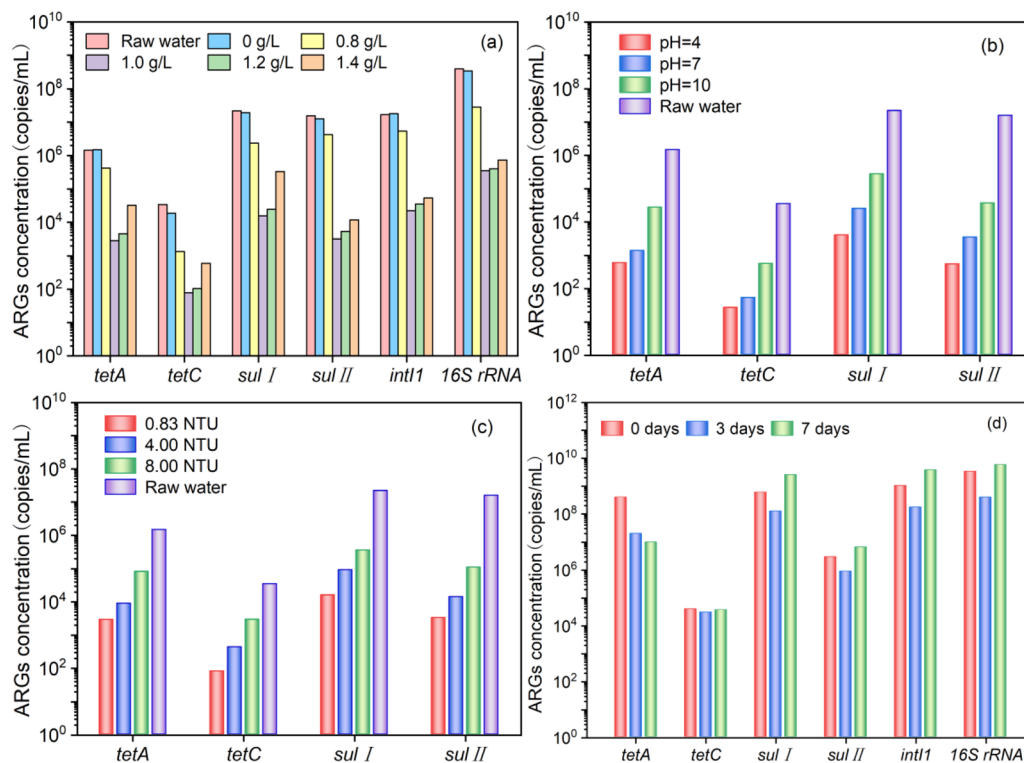 (a)
Raw water 0 g/L 0.8 g/L
1.0 g/L 1.2 g/L 1.4 g/L
ARGs concentration（copies/mL）
10^10
10^8
10^6
10^4
10^2
10^0
tetA tetC sul Ⅰ sul Ⅱ intI1 16S rRNA
(b)
pH=4
pH=7
pH=10
Raw water
ARGs concentration（copies/mL）
10^10
10^8
10^6
10^4
10^2
10^0
tetA tetC sul Ⅰ sul Ⅱ
(c)
0.83 NTU
4.00 NTU
8.00 NTU
Raw water
ARGs concentration（copies/mL）
10^10
10^8
10^6
10^4
10^2
10^0
tetA tetC sul Ⅰ sul Ⅱ
(d)
0 days 3 days 7 days
ARGs concentration（copies/mL）
10^12
10^10
10^8
10^6
10^4
10^2
10^0
tetA tetC sul Ⅰ sul Ⅱ intI1 16S rRNA